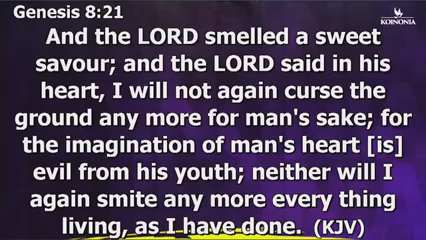 Genesis 8:21
KOINONIA
And the LORD smelled a sweet
savour; and the LORD said in his
heart, I will not again curse the
ground any more for man's sake; for
the imagination of man's heart [is]
evil from his youth; neither will I
again smite any more every thing
living, as I have done. (KJV)